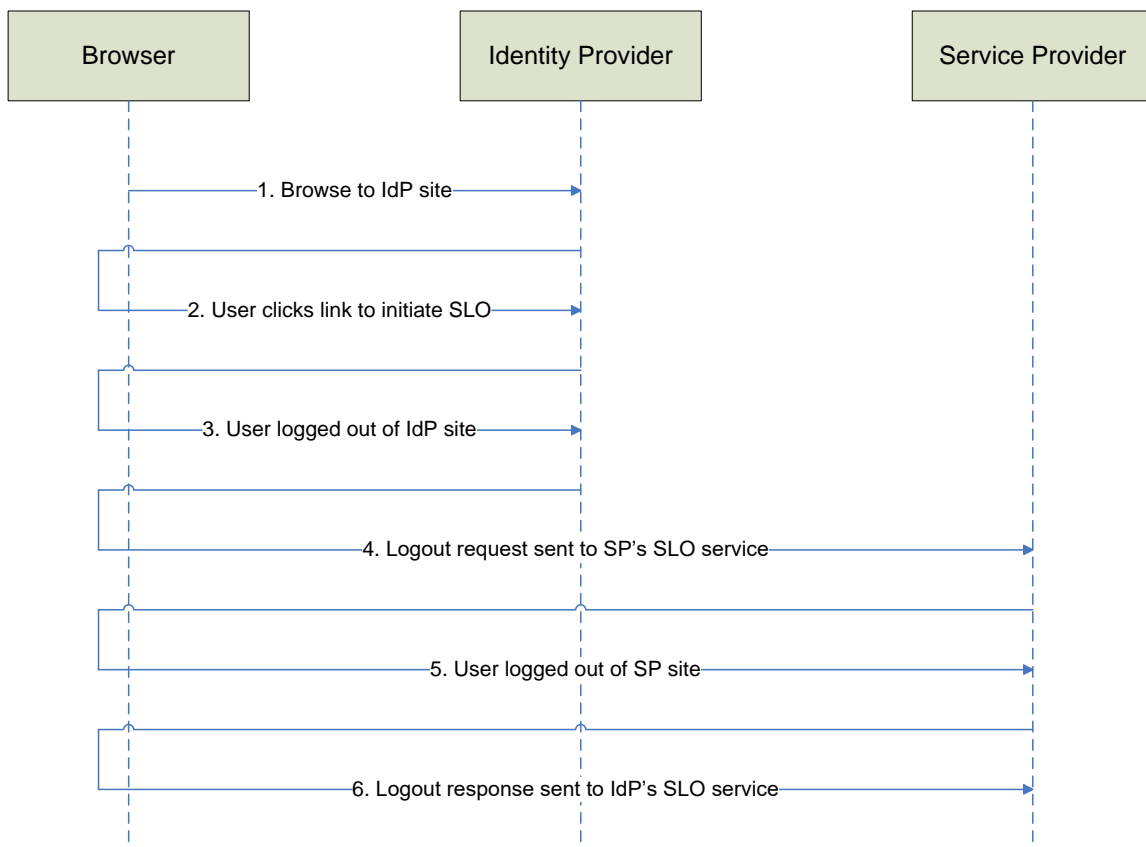 Browser
Identity Provider
Service Provider
1. Browse to IdP site
2. User clicks link to initiate SLO
3. User logged out of IdP site
4. Logout request sent to SP’s SLO service
5. User logged out of SP site
6. Logout response sent to IdP’s SLO service